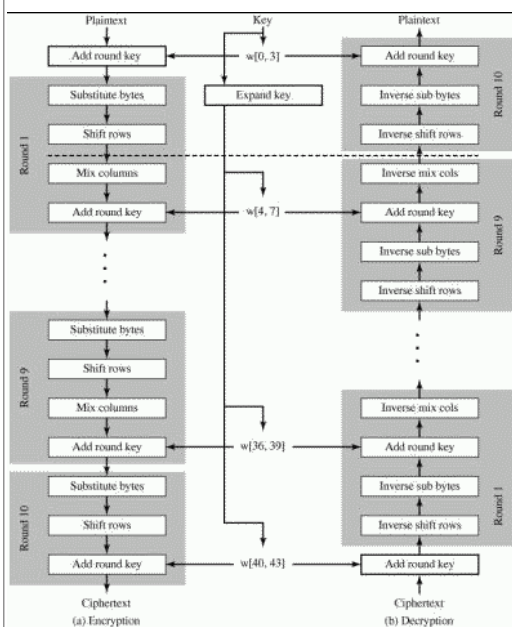 Plaintext
Key
Plaintext
Add round key
w[0, 3]
Add round key
Substitute bytes
Expand key
Inverse sub bytes
Round 1
Shift rows
Inverse shift rows
Round 10
Mix columns
Inverse mix cols
Add round key
w[4, 7]
Add round key
Round 9
Inverse sub bytes
Inverse shift rows
Substitute bytes
Round 9
Shift rows
Mix columns
Inverse mix cols
Add round key
w[36, 39]
Add round key
Substitute bytes
Inverse sub bytes
Round 1
Round 10
Shift rows
Inverse shift rows
Add round key
w[40, 43]
Add round key
Ciphertext
Ciphertext
(a) Encryption
(b) Decryption